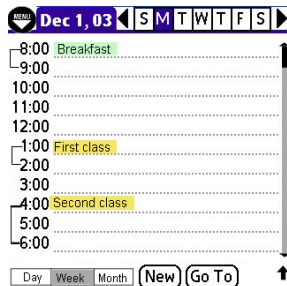 MENU Dec 1, 03 S M T W T F S
8:00 Breakfast
9:00
10:00
11:00
12:00
1:00 First class
2:00
3:00
4:00 Second class
5:00
6:00
Day Week Month New Go To